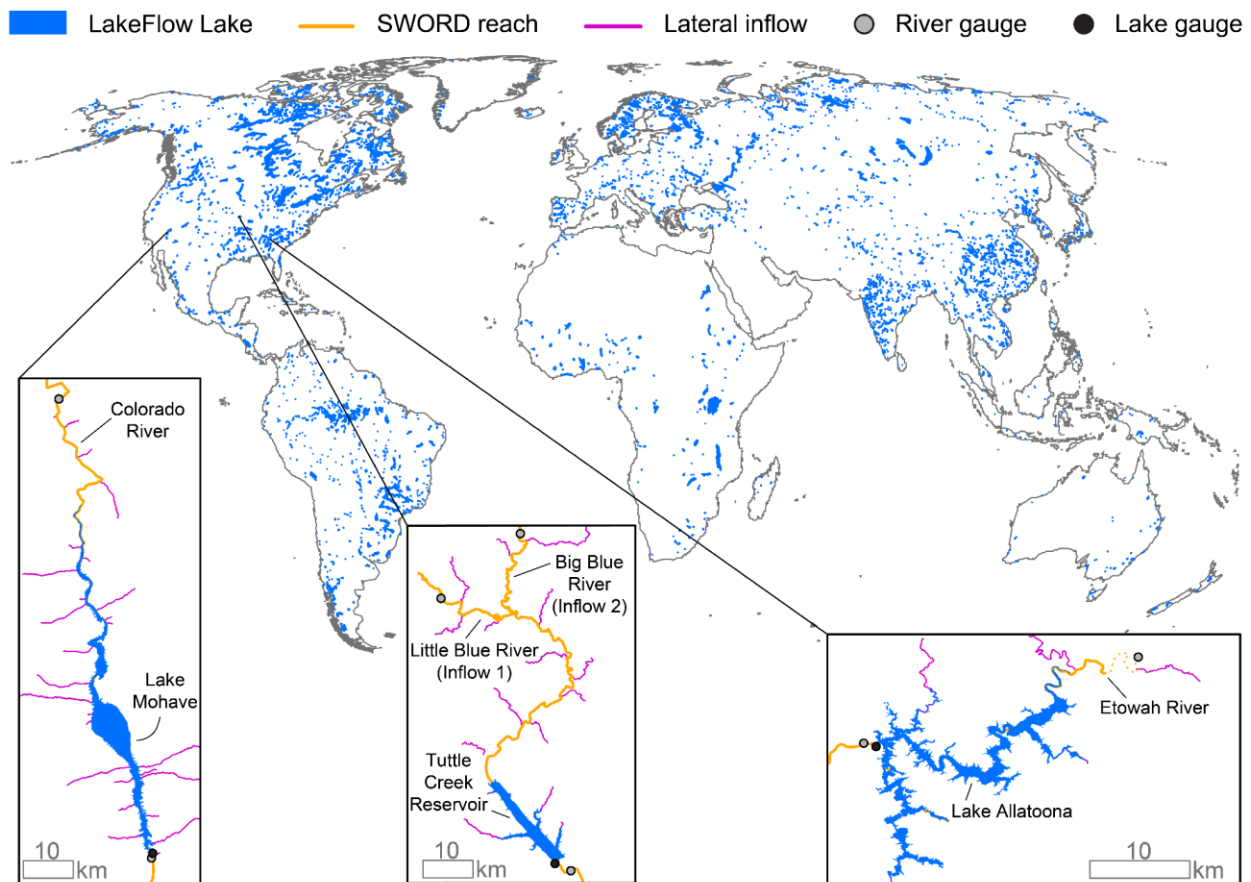 LakeFlow Lake
SWORD reach
Lateral inflow
River gauge
Lake gauge
Colorado
River
Lake
Mohave
10
km
Big Blue
River
(Inflow 2)
Little Blue River
(Inflow 1)
Tuttle
Creek
Reservoir
10
km
Etowah River
Lake Allatoona
10
km